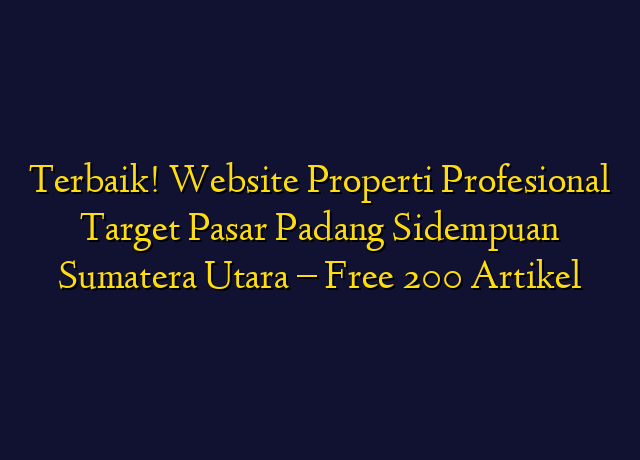 Terbaik! Website Properti Profesional
Target Pasar Padang Sidempuan
Sumatera Utara – Free 200 Artikel